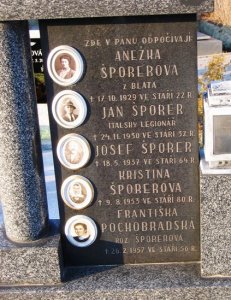 ZDE V PÁNU ODPOČÍVAJÍ
ANEŽKA
ŠPOREROVÁ
Z BLATA
† 17.10.1929 VE STÁŘÍ 22 R.
JAN ŠPORER
ITALSKÝ LEGIONÁŘ
† 24.11.1930 VE STÁŘÍ 32 R.
JOSEF ŠPORER
† 18.5.1937 VE STÁŘÍ 64 R.
KRISTINA
ŠPOREROVÁ
† 9.8.1953 VE STÁŘÍ 80 R.
FRANTIŠKA
POCHOBRADSKÁ
ROZ. ŠPOREROVÁ
† 26.2.1957 VE STÁŘÍ 56 R.